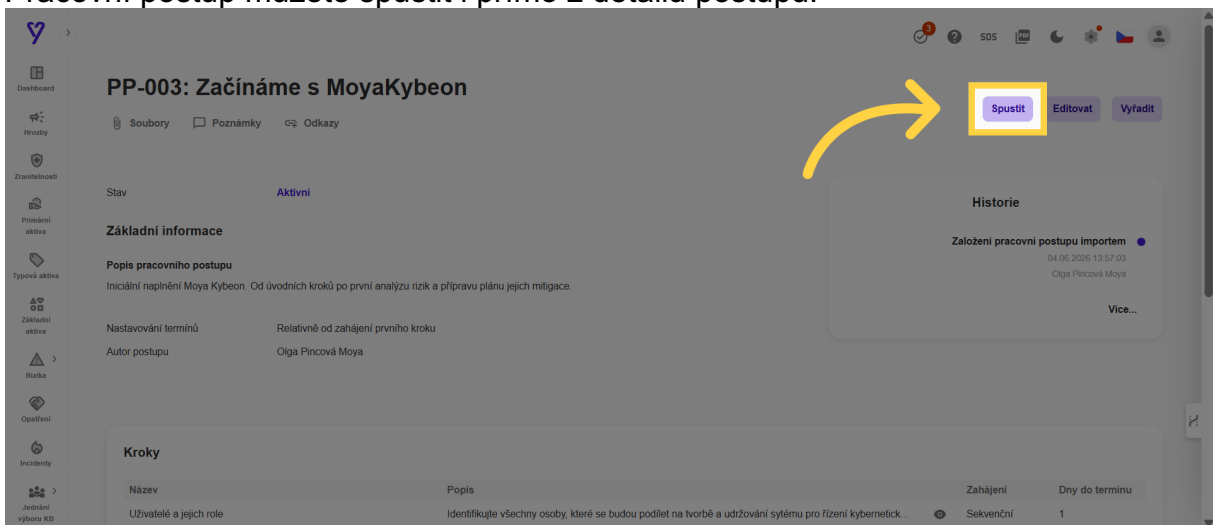 Pracovní postup můžete spustit i přímo z detailu postupu.
3
SOS
PDF
Dashboard
Hrozby
Zranitelnosti
Primární
aktiva
Typová aktiva
Základní
aktiva
Rizika
Opatření
Incidenty
Jednání
výboru KB
PP-003: Začínáme s MoyaKybeon
Spustit
Editovat
Vyřadit
Soubory
Poznámky
Odkazy
Stav
Aktivní
Základní informace
Popis pracovního postupu
Iniciální naplnění Moya Kybeon. Od úvodních kroků po první analýzu rizik a přípravu plánu jejich mitigace.
Nastavování termínů
Relativně od zahájení prvního kroku
Autor postupu
Olga Pincová Moya
Historie
Založení pracovní postupu importem
04.06.2026 13:57:03
Olga Pincová Moya
Více...
Kroky
Název
Popis
Zahájení
Dny do termínu
Uživatelé a jejich role
Identifikujte všechny osoby, které se budou podílet na tvorbě a udržování sytému pro řízení kybernetick...
Sekvenční
1